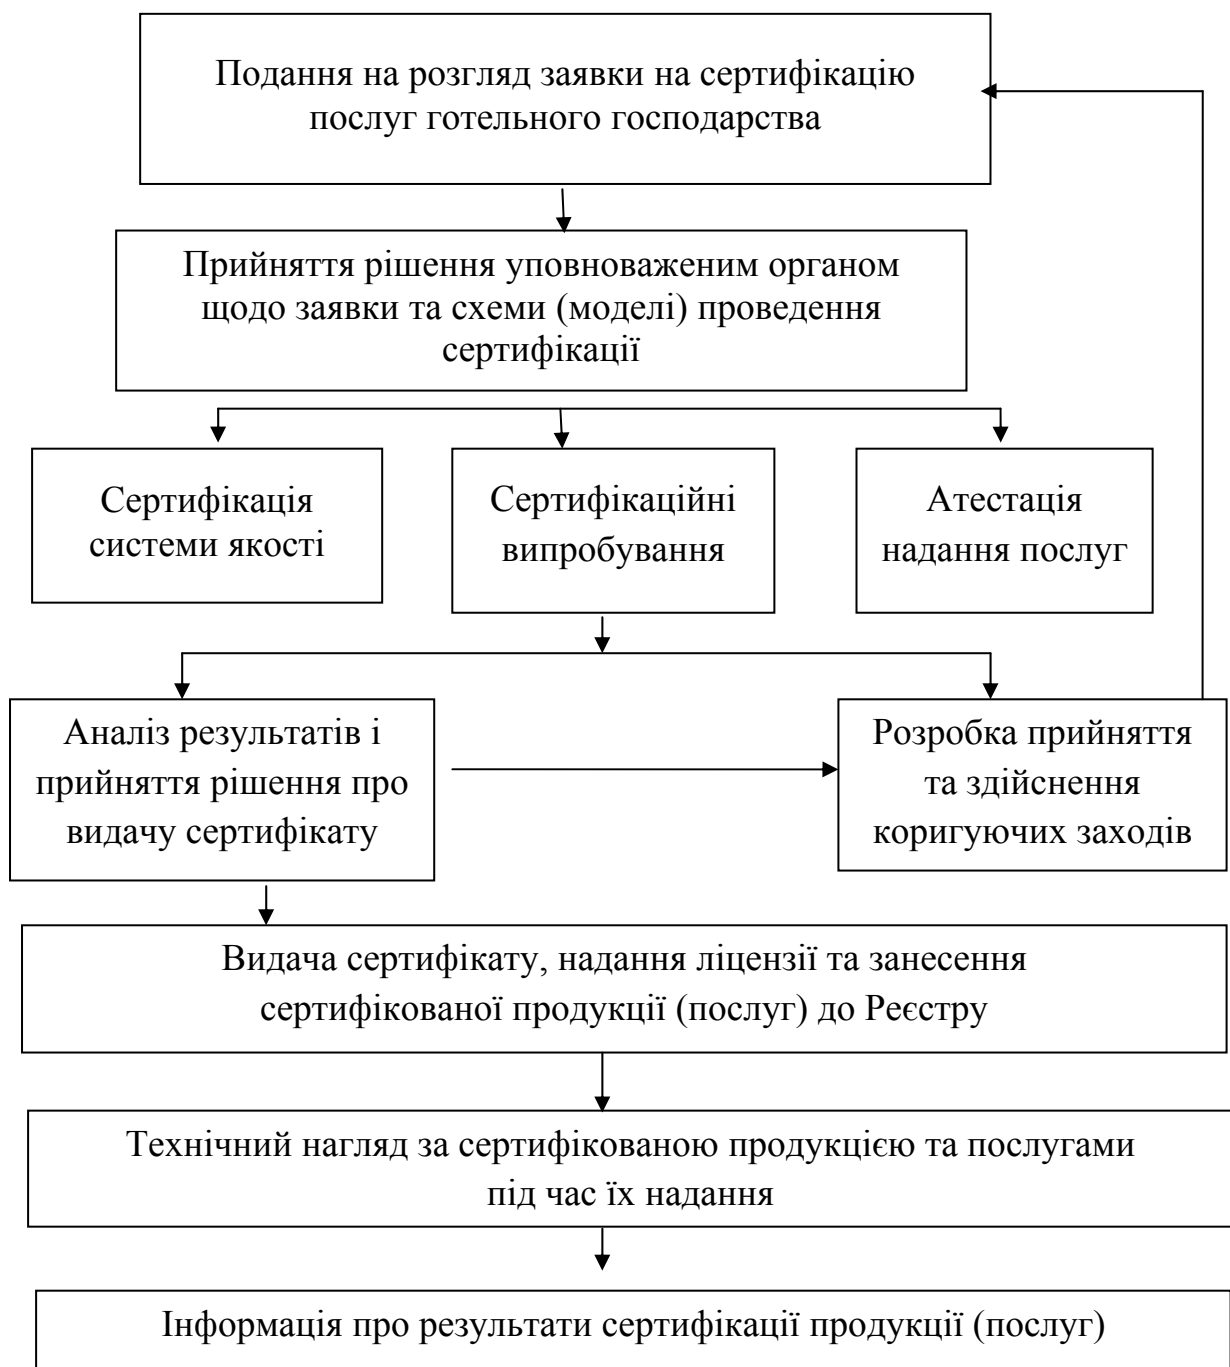 Подання на розгляд заявки на сертифікацію
послуг готельного господарства
Прийняття рішення уповноваженим органом
щодо заявки та схеми (моделі) проведення
сертифікації
Сертифікація
системи якості
Сертифікаційні
випробування
Атестація
надання послуг
Аналіз результатів і
прийняття рішення про
видачу сертифікату
Розробка прийняття
та здійснення
коригуючих заходів
Видача сертифікату, надання ліцензії та занесення
сертифікованої продукції (послуг) до Реєстру
Технічний нагляд за сертифікованою продукцією та послугами
під час їх надання
Інформація про результати сертифікації продукції (послуг)